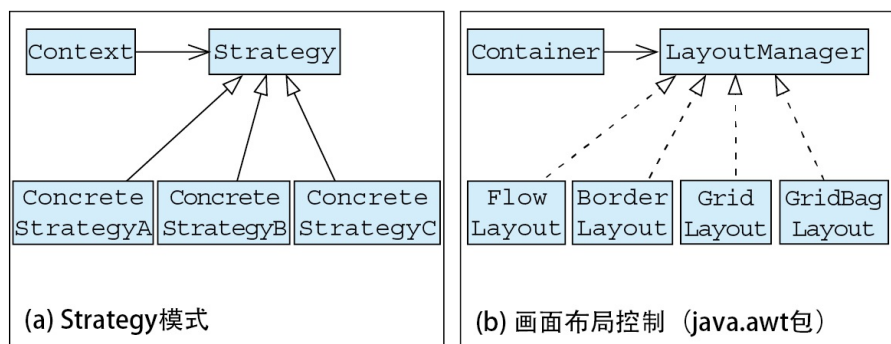 Context
Strategy
Concrete
StrategyA
Concrete
StrategyB
Concrete
StrategyC
(a) Strategy模式
Container
LayoutManager
Flow
Layout
Border
Layout
Grid
Layout
GridBag
Layout
(b) 画面布局控制（java.awt包）